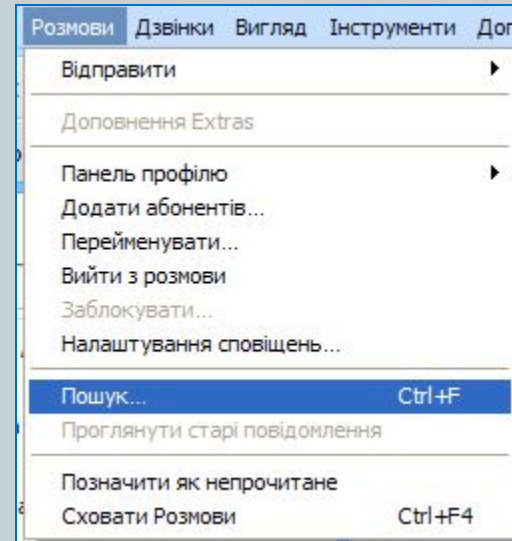 Розмови Дзвінки Вигляд Інструменти
Відправити
Доповнення Extras
Панель профілю
Додати абонентів...
Перейменувати...
Вийти з розмови
Заблокувати...
Налаштування сповіщень...
Пошук... Ctrl+F
Проглянути старі повідомлення
Позначити як непрочитане
Сховати Розмови Ctrl+F4